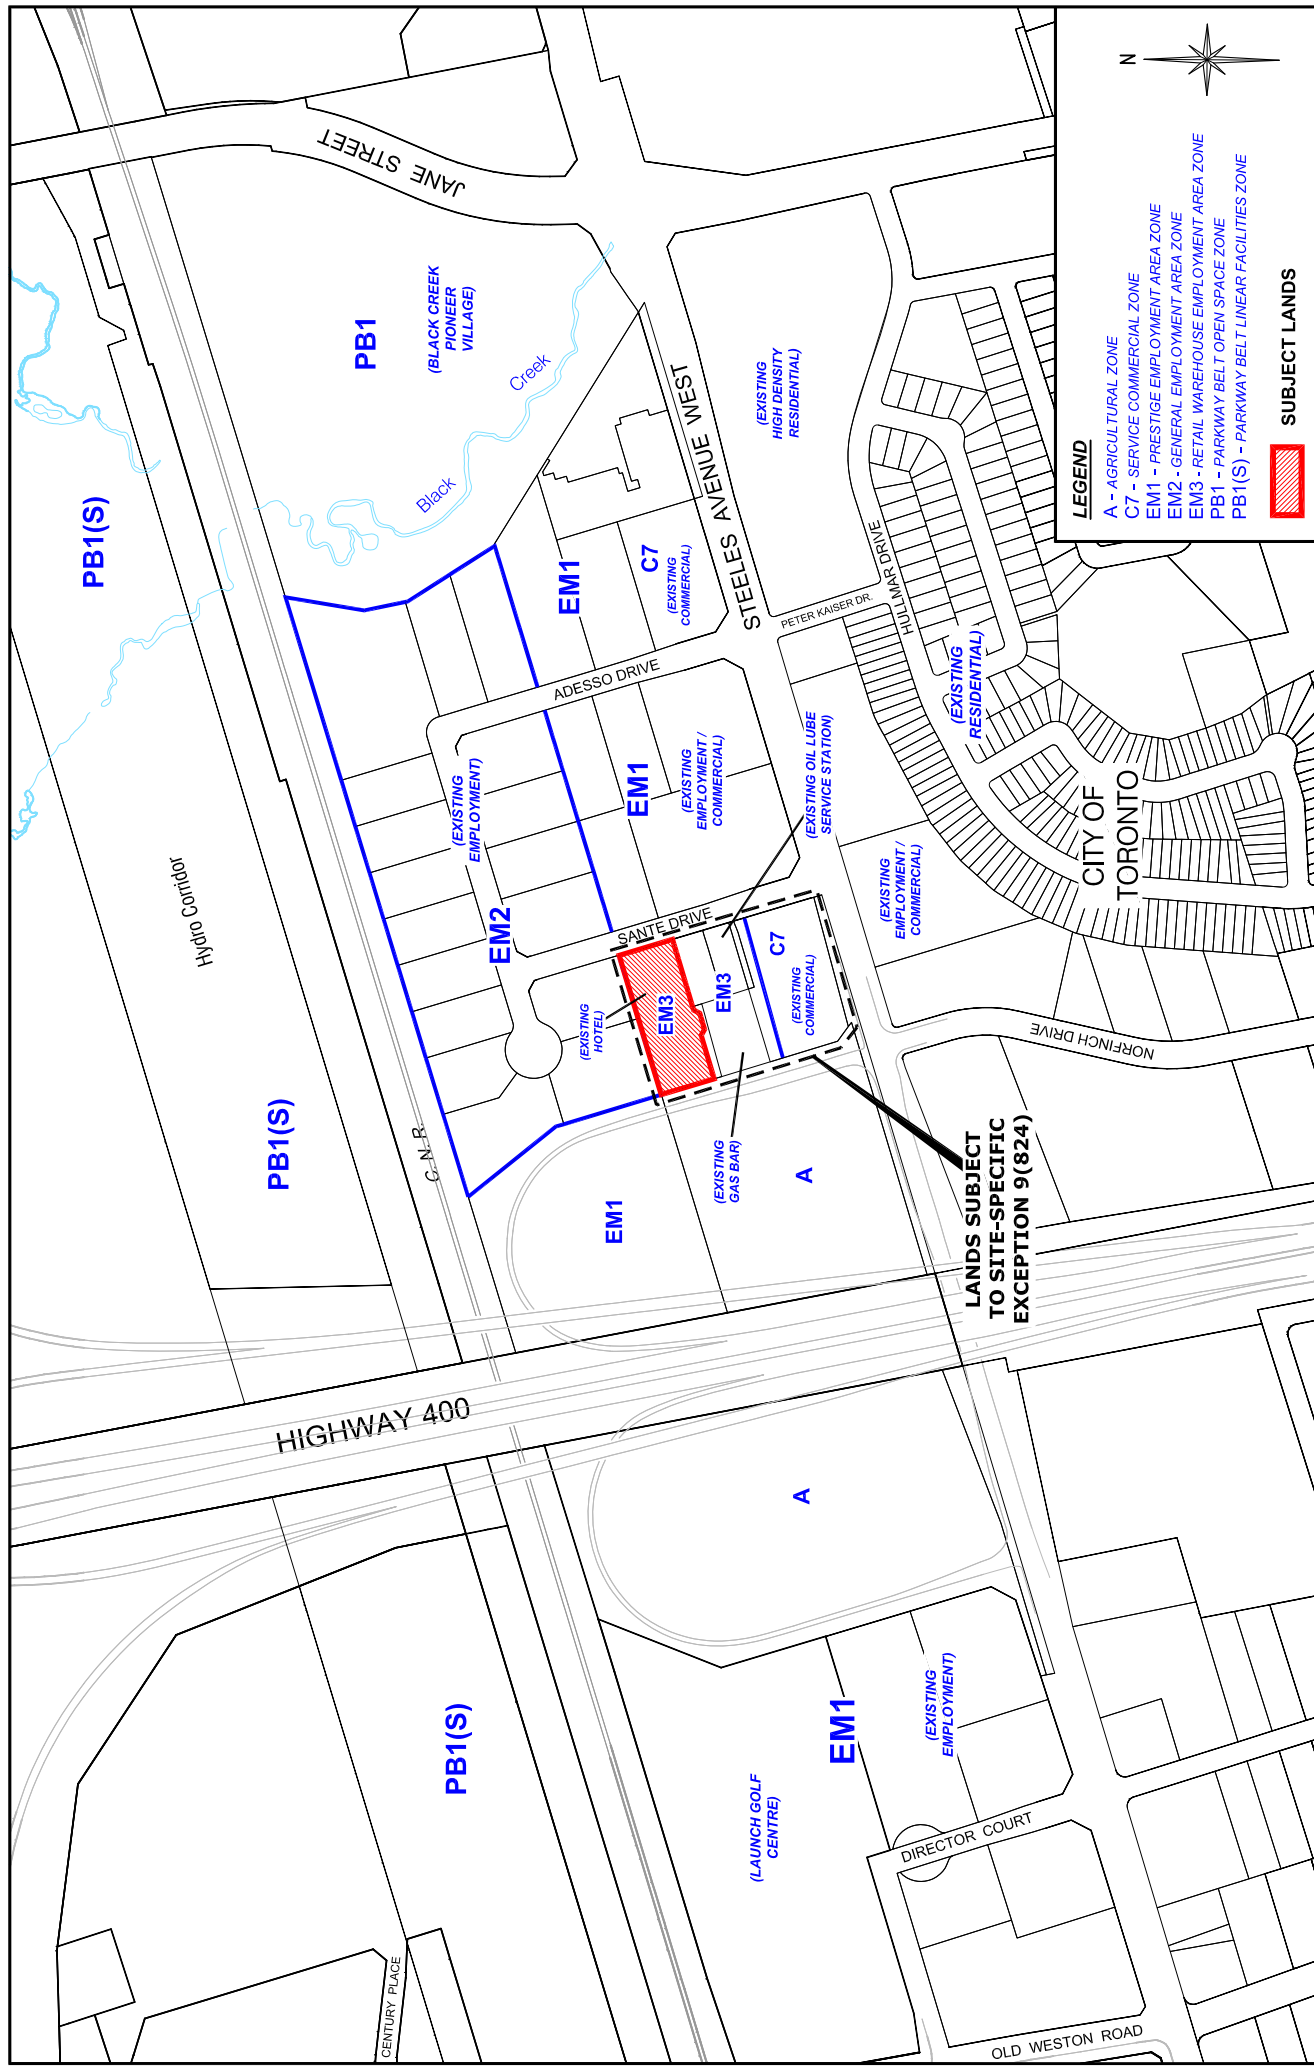 PB1(S)
Hydro Corridor
PB1(S)
C. N. R.
PB1(S)
CENTURY PLACE
HIGHWAY 400
JANE STREET
PB1
(BLACK CREEK
PIONEER
VILLAGE)
Black
Creek
EM2
(EXISTING
EMPLOYMENT)
EM1
C7
(EXISTING
COMMERCIAL)
ADESSO DRIVE
STEELES AVENUE WEST
EM1
(EXISTING
EMPLOYMENT /
COMMERCIAL)
SANTE DRIVE
(EXISTING
HOTEL)
EM3
EM3
(EXISTING OIL LUBE
SERVICE STATION)
C7
(EXISTING
COMMERCIAL)
(EXISTING
GAS BAR)
EM1
A
LANDS SUBJECT
TO SITE-SPECIFIC
EXCEPTION 9(824)
A
(LAUNCH GOLF
CENTRE)
EM1
(EXISTING
EMPLOYMENT)
DIRECTOR COURT
OLD WESTON ROAD
NORFINCH DRIVE
(EXISTING
EMPLOYMENT /
COMMERCIAL)
(EXISTING
HIGH DENSITY
RESIDENTIAL)
PETER KAISER DR.
HULLMAR DRIVE
(EXISTING
RESIDENTIAL)
CITY OF
TORONTO
N
LEGEND
A - AGRICULTURAL ZONE
C7 - SERVICE COMMERCIAL ZONE
EM1 - PRESTIGE EMPLOYMENT AREA ZONE
EM2 - GENERAL EMPLOYMENT AREA ZONE
EM3 - RETAIL WAREHOUSE EMPLOYMENT AREA ZONE
PB1 - PARKWAY BELT OPEN SPACE ZONE
PB1(S) - PARKWAY BELT LINEAR FACILITIES ZONE
SUBJECT LANDS